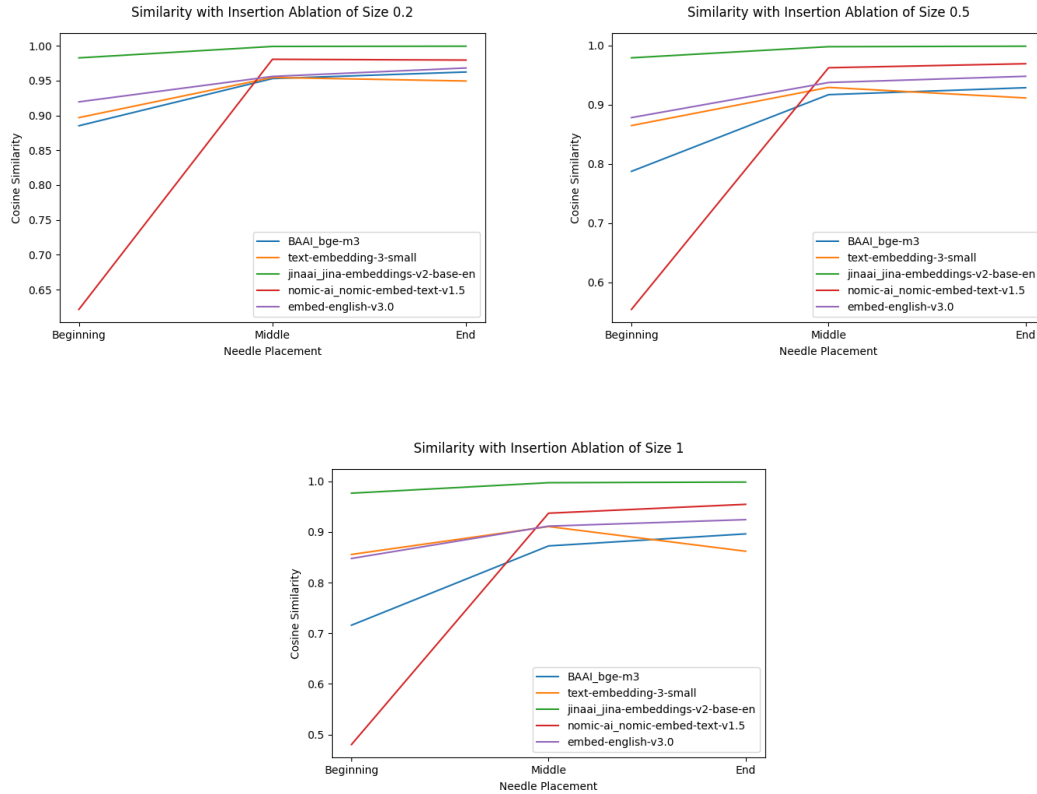 Similarity with Insertion Ablation of Size 0.2
1.00
0.95
0.90
0.85
0.80
0.75
0.70
0.65
Cosine Similarity
BAAI_bge-m3
text-embedding-3-small
jinaai_jina-embeddings-v2-base-en
nomic-ai_nomic-embed-text-v1.5
embed-english-v3.0
Beginning Middle End
Needle Placement
Similarity with Insertion Ablation of Size 0.5
1.0
0.9
0.8
0.7
0.6
Cosine Similarity
BAAI_bge-m3
text-embedding-3-small
jinaai_jina-embeddings-v2-base-en
nomic-ai_nomic-embed-text-v1.5
embed-english-v3.0
Beginning Middle End
Needle Placement
Similarity with Insertion Ablation of Size 1
1.0
0.9
0.8
0.7
0.6
0.5
Cosine Similarity
BAAI_bge-m3
text-embedding-3-small
jinaai_jina-embeddings-v2-base-en
nomic-ai_nomic-embed-text-v1.5
embed-english-v3.0
Beginning Middle End
Needle Placement